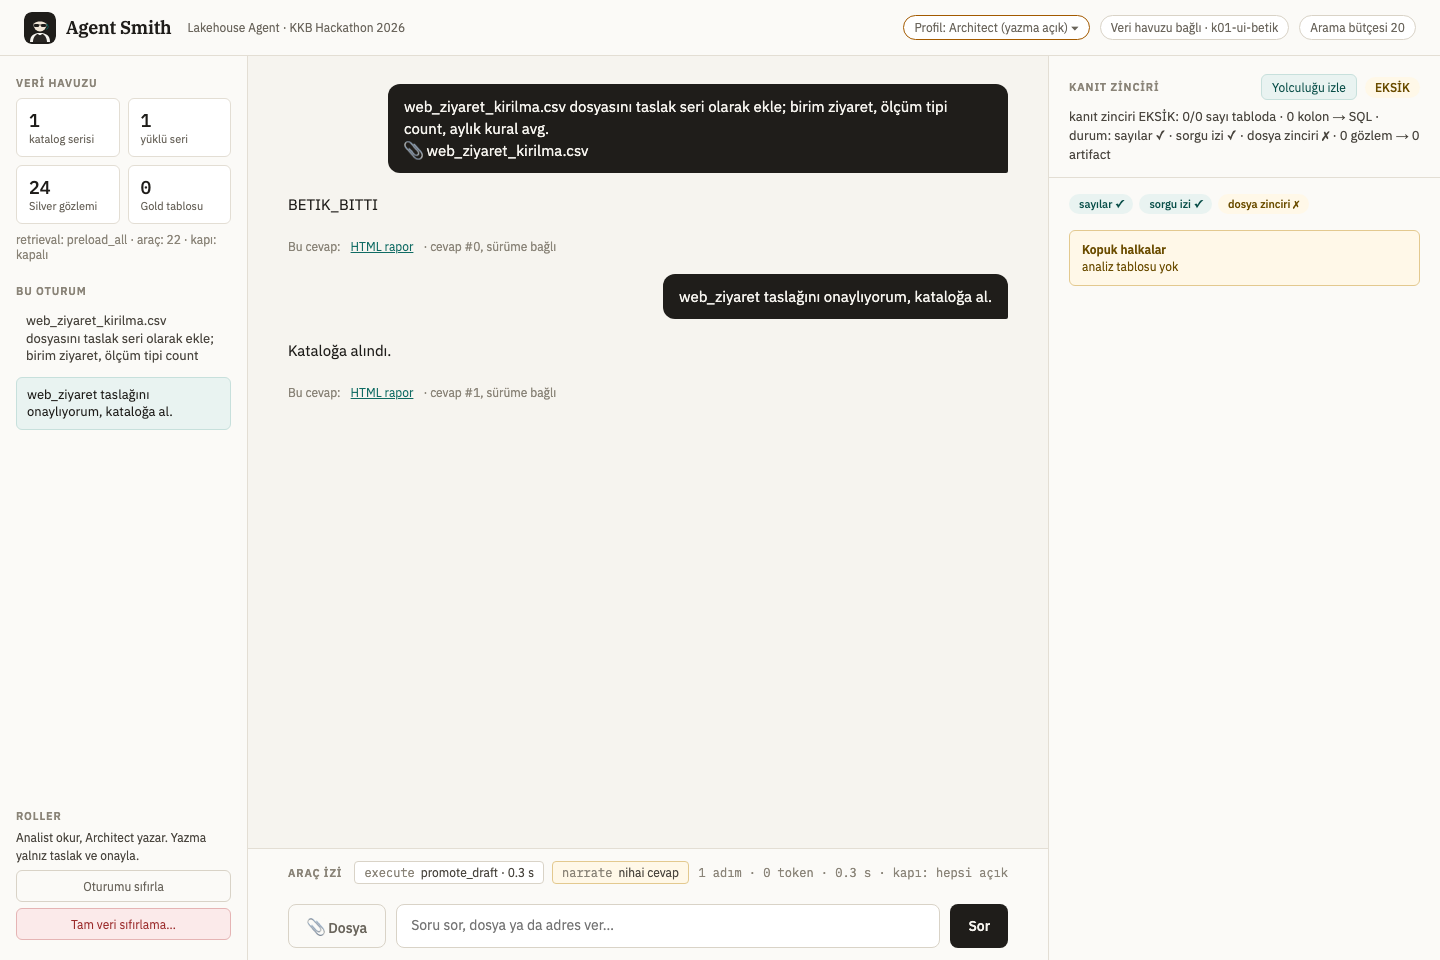 Agent Smith
Lakehouse Agent · KKB Hackathon 2026
Profil: Architect (yazma açık) ▾
Veri havuzu bağlı · k01-ui-betik
Arama bütçesi 20
VERİ HAVUZU
1
katalog serisi
1
yüklü seri
24
Silver gözlemi
0
Gold tablosu
retrieval: preload_all · araç: 22 · kapı:
kapalı
BU OTURUM
web_ziyaret_kirilma.csv
dosyasını taslak seri olarak ekle;
birim ziyaret, ölçüm tipi count
web_ziyaret taslağını
onaylıyorum, kataloğa al.
ROLLER
Analist okur, Architect yazar. Yazma
yalnız taslak ve onayla.
Oturumu sıfırla
Tam veri sıfırlama...
web_ziyaret_kirilma.csv dosyasını taslak seri olarak ekle; birim ziyaret, ölçüm tipi
count, aylık kural avg.
📎 web_ziyaret_kirilma.csv
BETIK_BITTI
Bu cevap: HTML rapor · cevap #0, sürüme bağlı
web_ziyaret taslağını onaylıyorum, kataloğa al.
Kataloğa alındı.
Bu cevap: HTML rapor · cevap #1, sürüme bağlı
ARAÇ İZİ
execute promote_draft · 0.3 s
narrate nihai cevap
1 adım · 0 token · 0.3 s · kapı: hepsi açık
📎 Dosya
Soru sor, dosya ya da adres ver...
Sor
KANIT ZİNCİRİ
Yolculuğu izle
EKSİK
kanıt zinciri EKSİK: 0/0 sayı tabloda · 0 kolon → SQL ·
durum: sayılar ✓ · sorgu izi ✓ · dosya zinciri ✗ · 0 gözlem → 0
artifact
sayılar ✓
sorgu izi ✓
dosya zinciri ✗
Kopuk halkalar
analiz tablosu yok